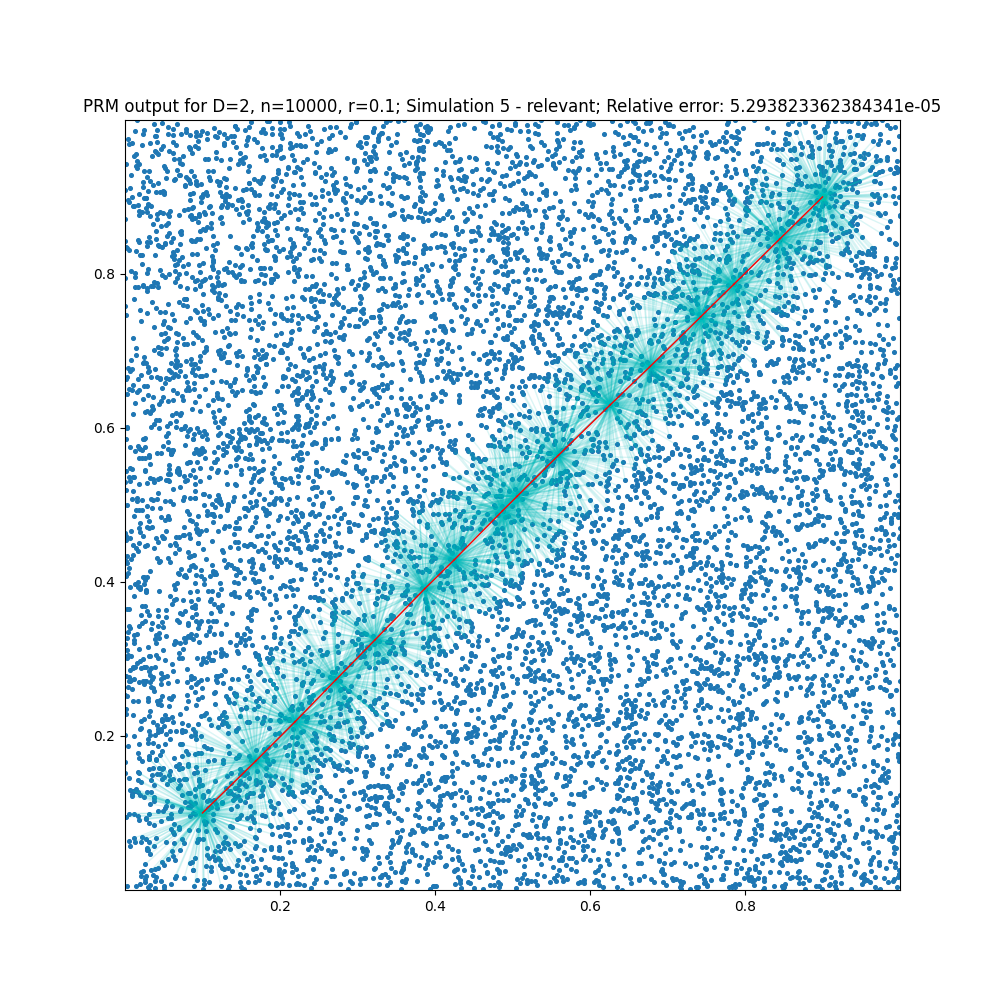 PRM output for D=2, n=10000, r=0.1; Simulation 5 - relevant; Relative error: 5.293823362384341e-05
0.8
0.6
0.4
0.2
0.2 0.4 0.6 0.8